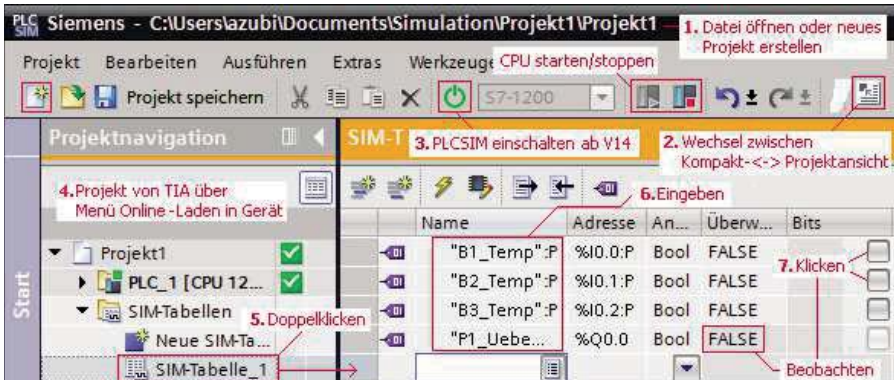 PLC SIM Siemens - C:\Users\azubi\Documents\Simulation\Projekt1\Projekt1
1. Datei öffnen oder neues
Projekt erstellen
Projekt Bearbeiten Ausführen Extras Werkzeuge
CPU starten/stoppen
Projekt speichern
S7-1200
Projektnavigation
SIM-T
3. PLCSIM einschalten ab V14
2. Wechsel zwischen
Kompakt-<-> Projektansicht
4. Projekt von TIA über
Menü Online -Laden in Gerät
6. Eingeben
Name Adresse An... Überw... Bits
Start
Projekt1
PLC_1 [CPU 12...
SIM-Tabellen
5. Doppelklicken
Neue SIM-Ta...
SIM-Tabelle_1
"B1_Temp":P %I0.0:P Bool FALSE
7. Klicken
"B2_Temp":P %I0.1:P Bool FALSE
"B3_Temp":P %I0.2:P Bool FALSE
"P1_Uebe... %Q0.0 Bool FALSE
Beobachten